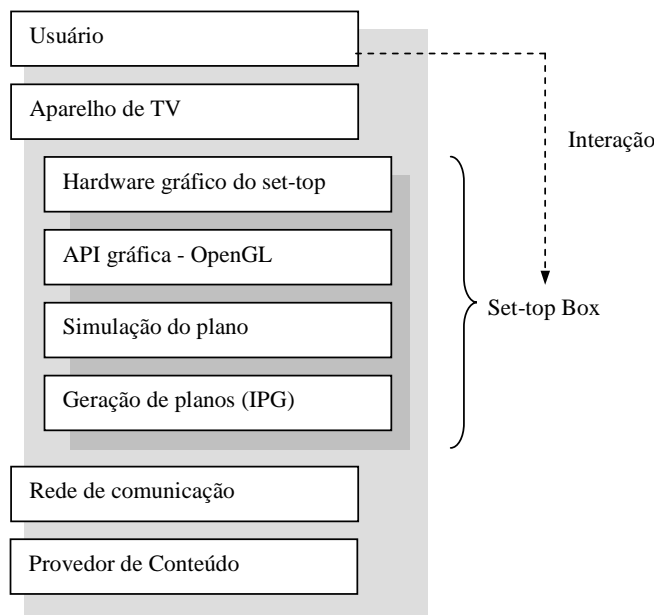 Usuário
Aparelho de TV
Interação
Hardware gráfico do set-top
API gráfica - OpenGL
Set-top Box
Simulação do plano
Geração de planos (IPG)
Rede de comunicação
Provedor de Conteúdo